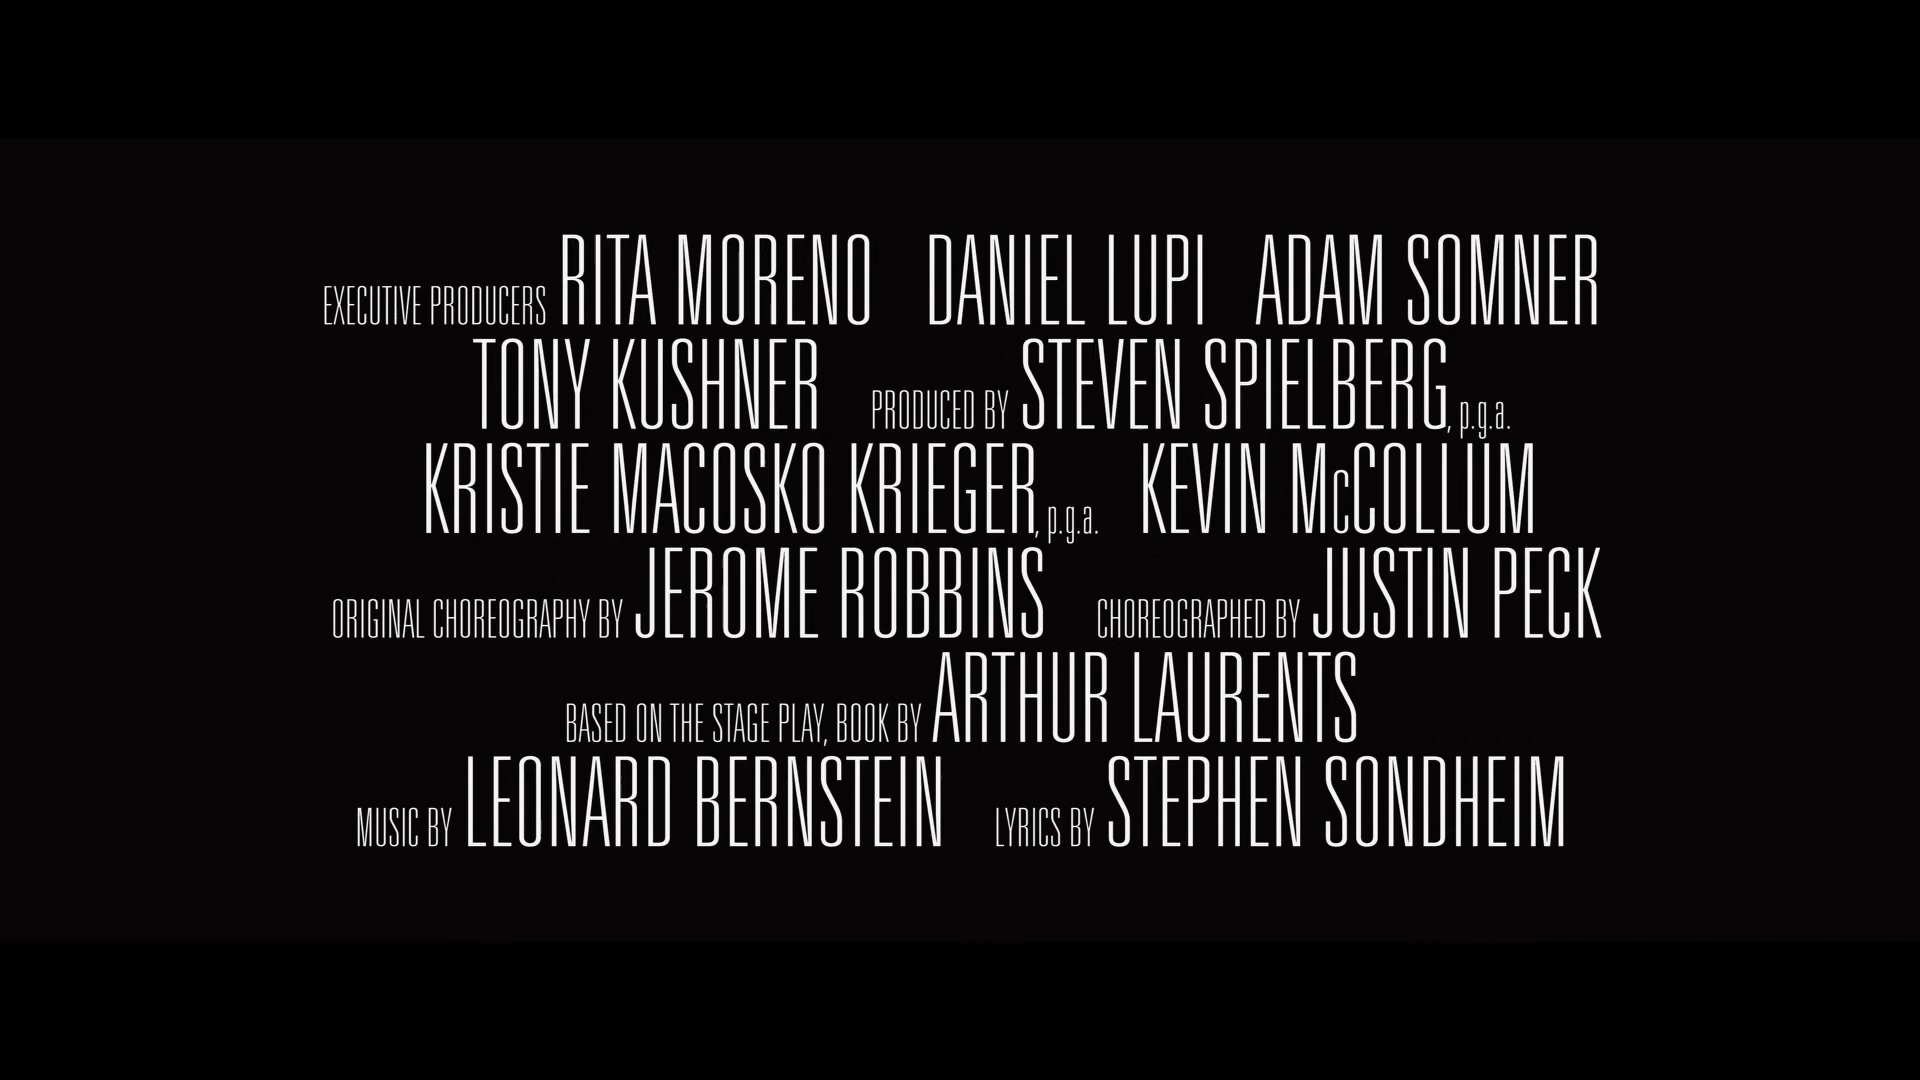 EXECUTIVE PRODUCERS RITA MORENO DANIEL LUPI ADAM SOMNER
TONY KUSHNER PRODUCED BY STEVEN SPIELBERG, p.g.a.
KRISTIE MACOSKO KRIEGER, p.g.a. KEVIN McCOLLUM
ORIGINAL CHOREOGRAPHY BY JEROME ROBBINS CHOREOGRAPHED BY JUSTIN PECK
BASED ON THE STAGE PLAY, BOOK BY ARTHUR LAURENTS
MUSIC BY LEONARD BERNSTEIN LYRICS BY STEPHEN SONDHEIM